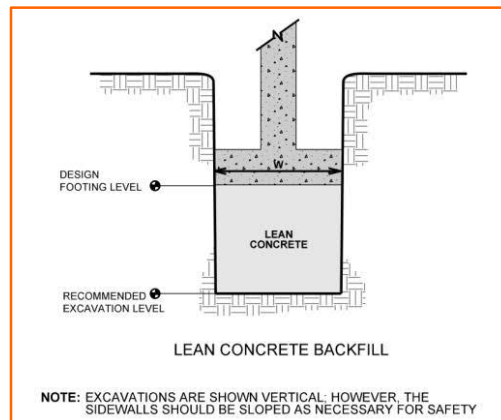 N
W
DESIGN
FOOTING LEVEL
LEAN
CONCRETE
RECOMMENDED
EXCAVATION LEVEL
LEAN CONCRETE BACKFILL
NOTE: EXCAVATIONS ARE SHOWN VERTICAL; HOWEVER, THE
SIDEWALLS SHOULD BE SLOPED AS NECESSARY FOR SAFETY